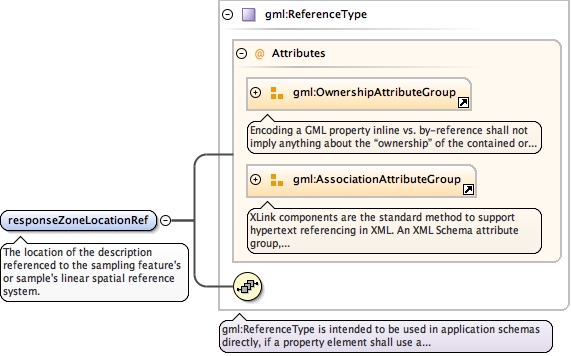 gml:ReferenceType
@ Attributes
gml:OwnershipAttributeGroup
Encoding a GML property inline vs. by-reference shall not
imply anything about the “ownership” of the contained or...
gml:AssociationAttributeGroup
XLink components are the standard method to support
hypertext referencing in XML. An XML Schema attribute
group,...
responseZoneLocationRef
The location of the description
referenced to the sampling feature's
or sample's linear spatial reference
system.
gml:ReferenceType is intended to be used in application schemas
directly, if a property element shall use a...